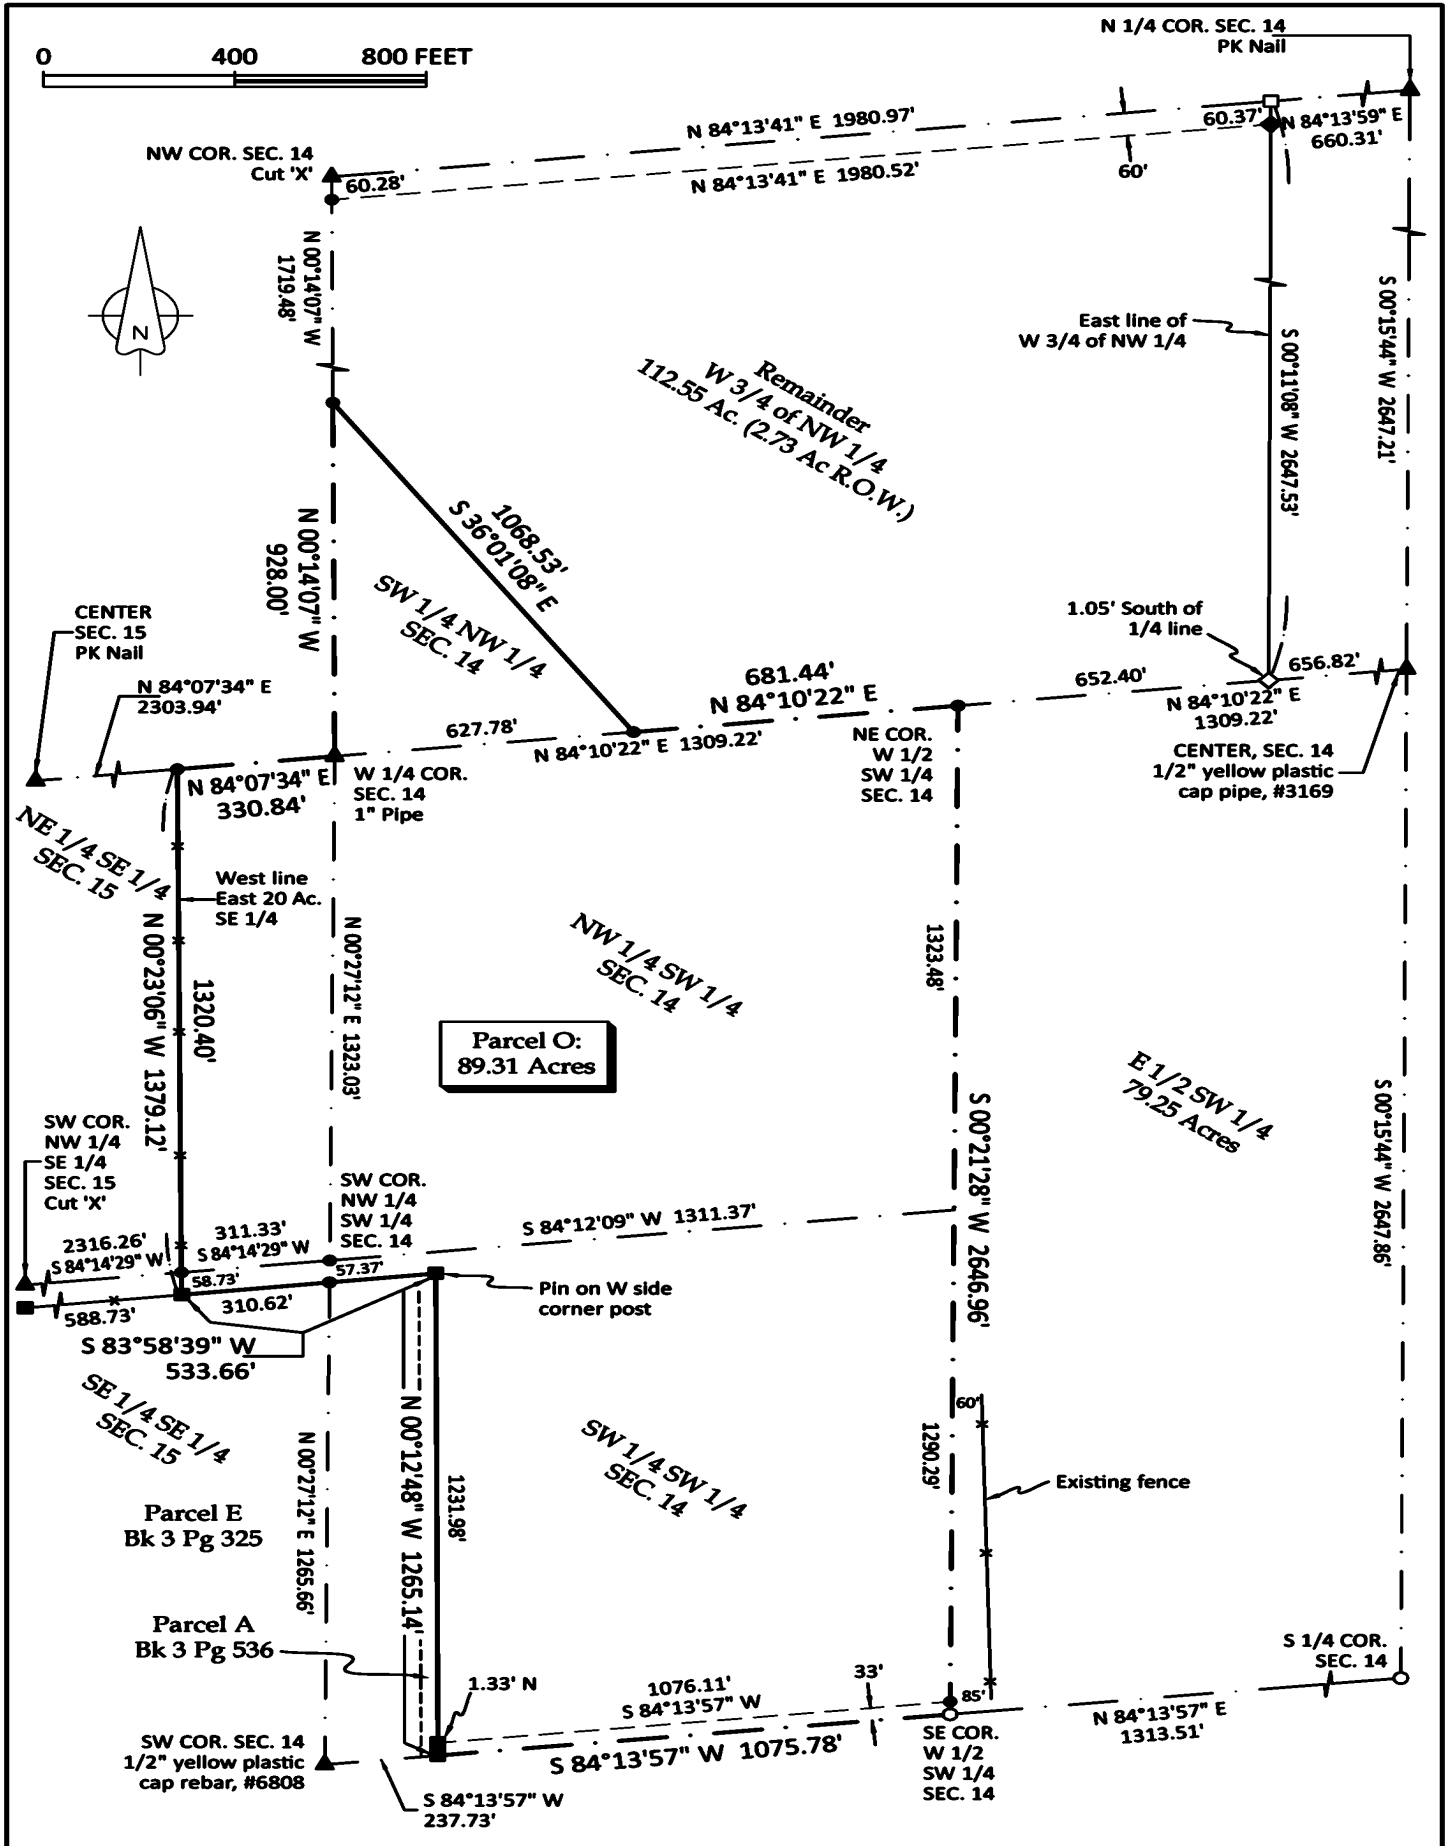 0 400 800 FEET
N 1/4 COR. SEC. 14
PK Nail
N 84°13'41" E 1980.97'
60.37'
N 84°13'59" E
660.31'
NW COR. SEC. 14
Cut 'X'
60.28'
N 84°13'41" E 1980.52'
60'
N 00°14'07" W
1719.48'
N
East line of
W 3/4 of NW 1/4
S 00°11'08" W 2647.53'
S 00°15'44" W 2647.21'
Remainder
W 3/4 of NW 1/4
112.55 Ac. (2.73 Ac R.O.W.)
N 00°14'07" W
928.00'
1068.53'
S 36°01'08" E
SW 1/4 NW 1/4
SEC. 14
CENTER
SEC. 15
PK Nail
N 84°07'34" E
2303.94'
1.05' South of
1/4 line
681.44'
N 84°10'22" E
652.40'
656.82'
N 84°10'22" E
1309.22'
627.78'
N 84°10'22" E 1309.22'
NE COR.
W 1/2
SW 1/4
SEC. 14
CENTER, SEC. 14
1/2" yellow plastic
cap pipe, #3169
N 84°07'34" E
330.84'
W 1/4 COR.
SEC. 14
1" Pipe
NE 1/4 SE 1/4
SEC. 15
West line
East 20 Ac.
SE 1/4
N 00°23'06" W 1379.12'
1320.40'
N 00°27'12" E 1323.03'
NW 1/4 SW 1/4
SEC. 14
1323.48'
Parcel O:
89.31 Acres
E 1/2 SW 1/4
79.25 Acres
S 00°21'28" W 2646.96'
S 00°15'44" W 2647.86'
SW COR.
NW 1/4
SE 1/4
SEC. 15
Cut 'X'
SW COR.
NW 1/4
SW 1/4
SEC. 14
2316.26'
S 84°14'29" W
311.33'
S 84°14'29" W
S 84°12'09" W 1311.37'
58.73'
57.37'
Pin on W side
corner post
588.73'
310.62'
S 83°58'39" W
533.66'
SE 1/4 SE 1/4
SEC. 15
N 00°27'12" E 1265.66'
N 00°12'48" W 1265.14'
1231.98'
SW 1/4 SW 1/4
SEC. 14
60'
1290.29'
Existing fence
Parcel E
Bk 3 Pg 325
Parcel A
Bk 3 Pg 536
S 1/4 COR.
SEC. 14
1.33' N
1076.11'
S 84°13'57" W
33'
85'
S 84°13'57" W 1075.78'
N 84°13'57" E
1313.51'
SW COR. SEC. 14
1/2" yellow plastic
cap rebar, #6808
SE COR.
W 1/2
SW 1/4
SEC. 14
S 84°13'57" W
237.73'